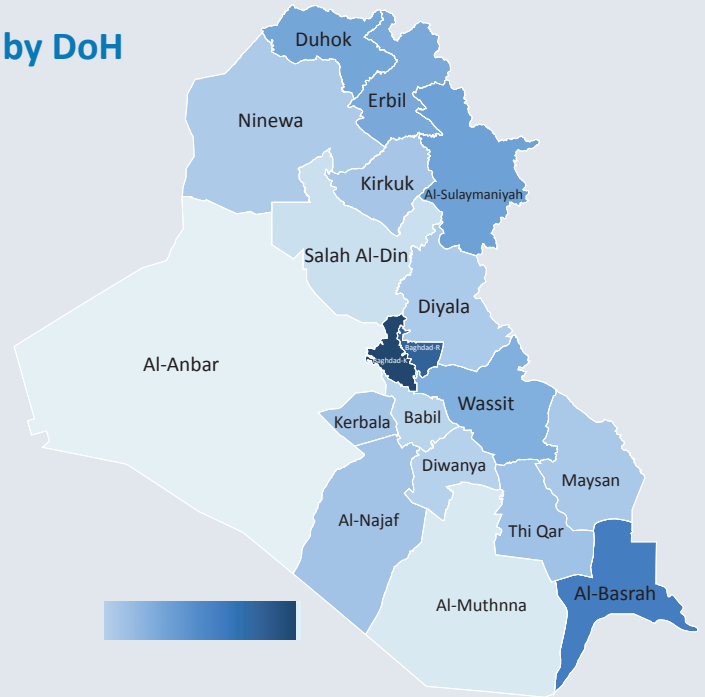 by DoH
Duhok
Erbil
Ninewa
Kirkuk
Al-Sulaymaniyah
Salah Al-Din
Diyala
Baghdad-R
Baghdad-K
Al-Anbar
Wassit
Babil
Kerbala
Diwanya
Maysan
Al-Najaf
Thi Qar
Al-Basrah
Al-Muthnna